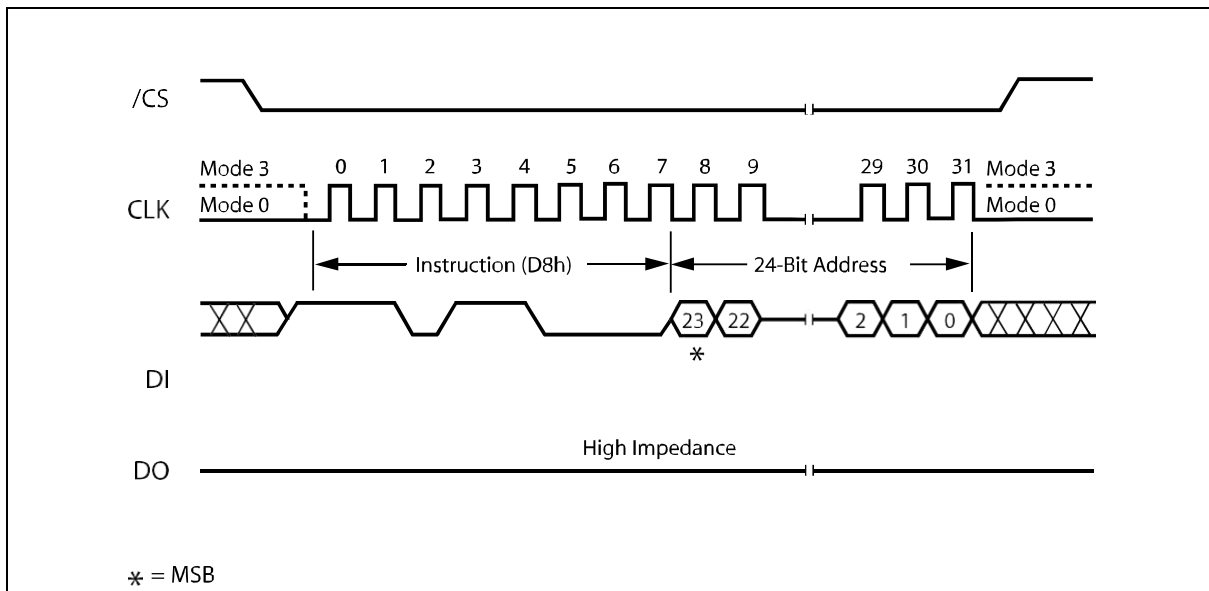 /CS
Mode 3 0 1 2 3 4 5 6 7 8 9 29 30 31 Mode 3
CLK Mode 0 Mode 0
Instruction (D8h) 24-Bit Address
23 22 2 1 0
*
DI
High Impedance
DO
* = MSB